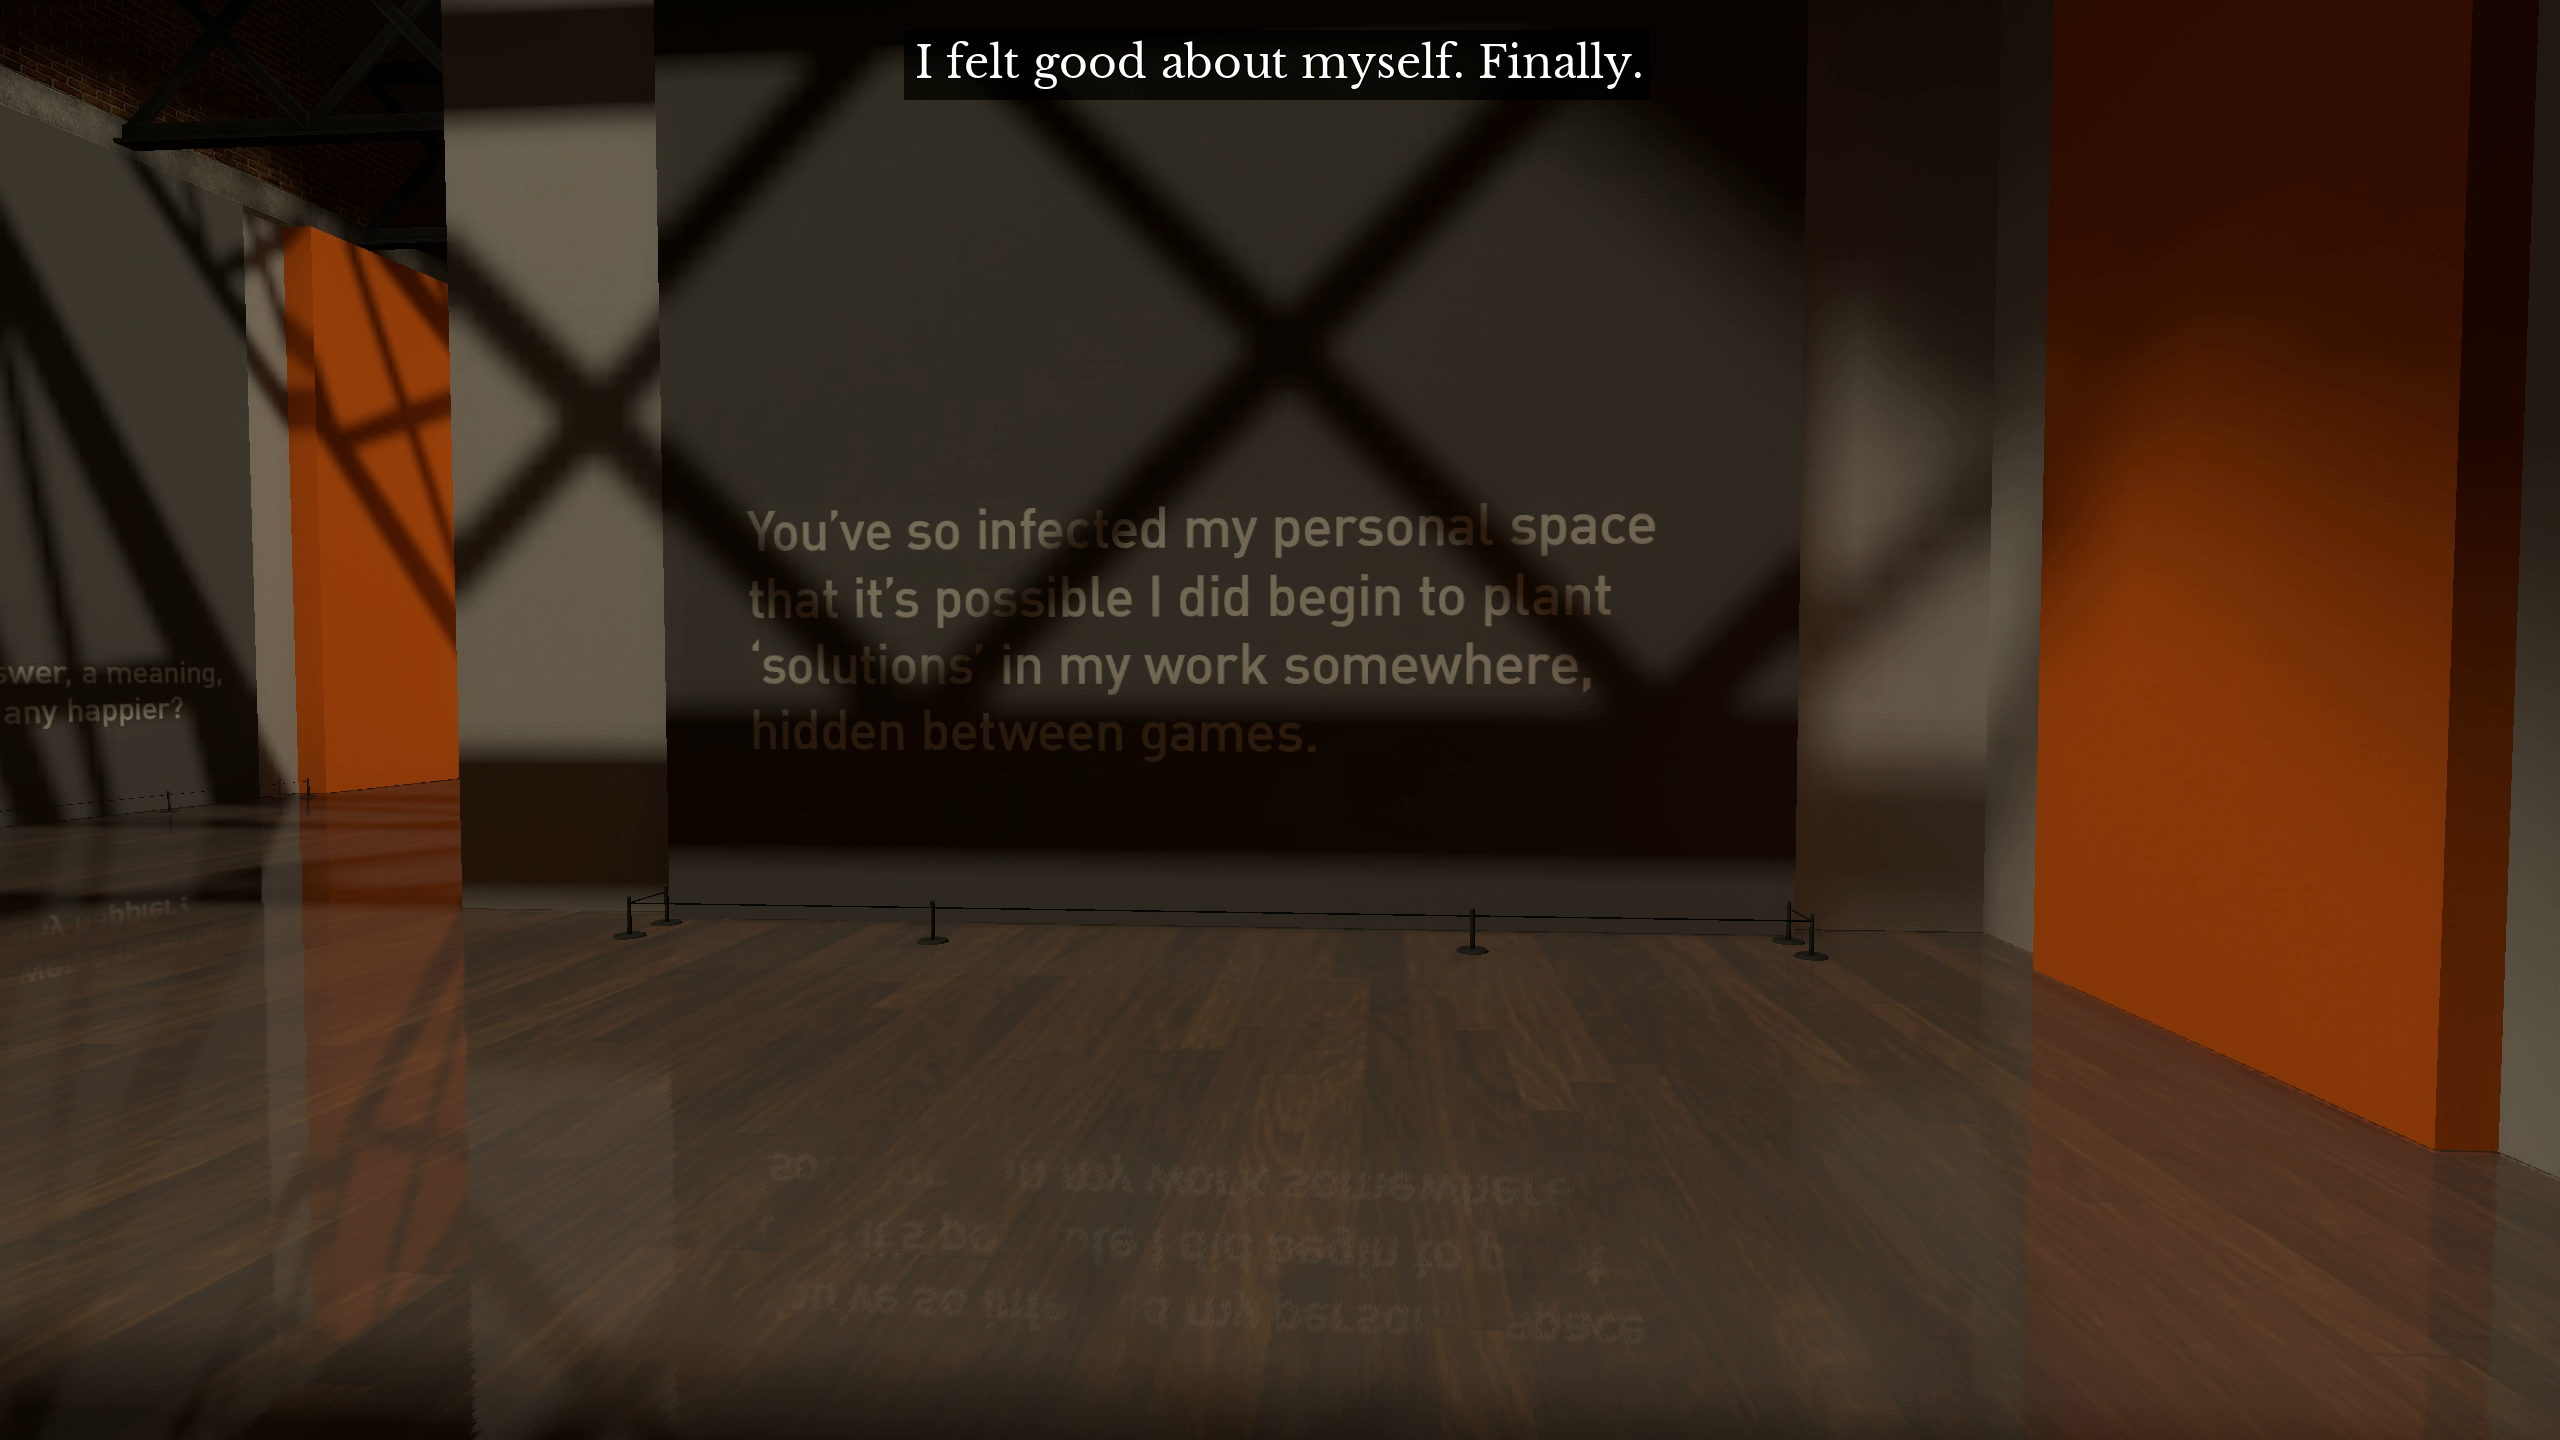 I felt good about myself. Finally.
You've so infected my personal space
that it's possible I did begin to plant
'solutions' in my work somewhere,
hidden between games.
a meaning,
any happier?